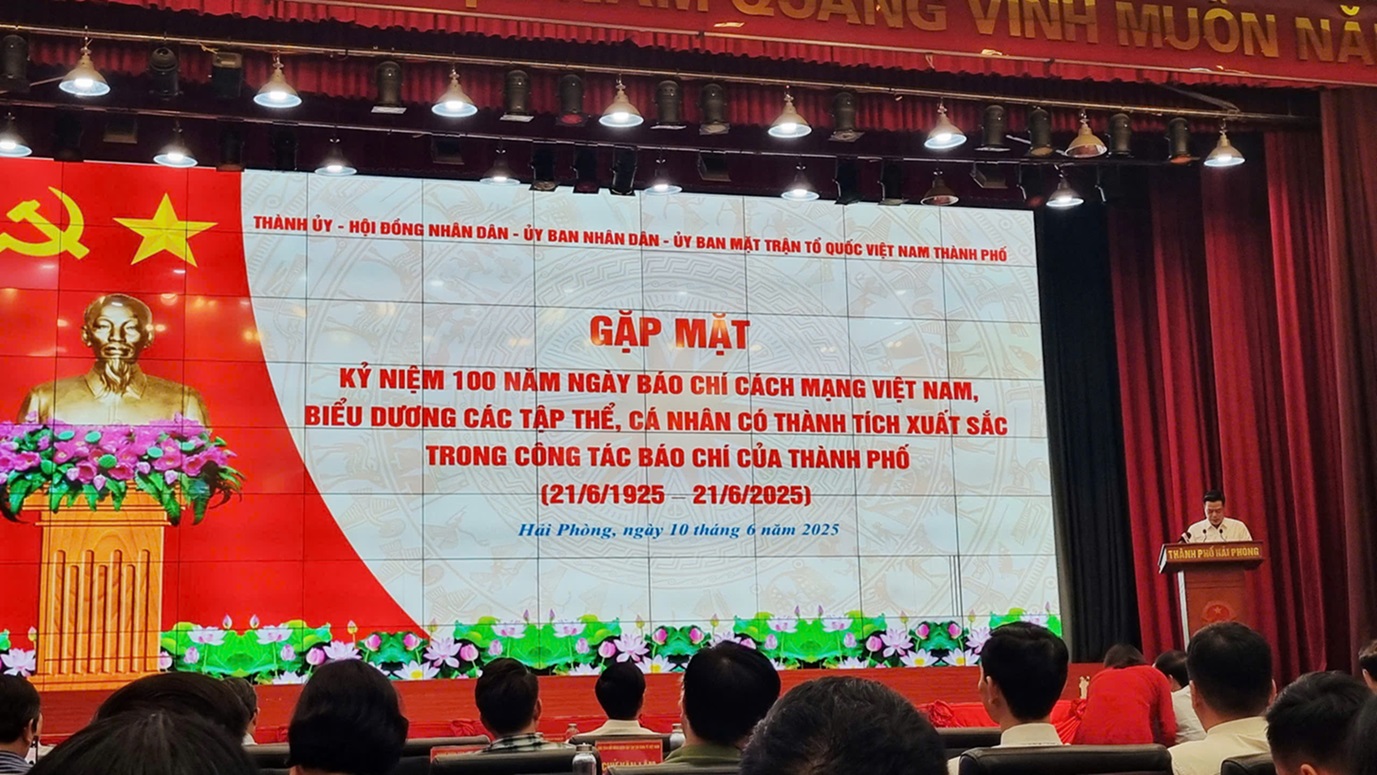 NAM QUANG VINH MUÔN NĂ
THÀNH ỦY - HỘI ĐỒNG NHÂN DÂN - ỦY BAN NHÂN DÂN - ỦY BAN MẶT TRẬN TỔ QUỐC VIỆT NAM THÀNH PHỐ
GẶP MẶT
KỶ NIỆM 100 NĂM NGÀY BÁO CHÍ CÁCH MẠNG VIỆT NAM,
BIỂU DƯƠNG CÁC TẬP THỂ, CÁ NHÂN CÓ THÀNH TÍCH XUẤT SẮC
TRONG CÔNG TÁC BÁO CHÍ CỦA THÀNH PHỐ
(21/6/1925 – 21/6/2025)
Hải Phòng, ngày 10 tháng 6 năm 2025
THÀNH PHỐ HẢI PHÒNG